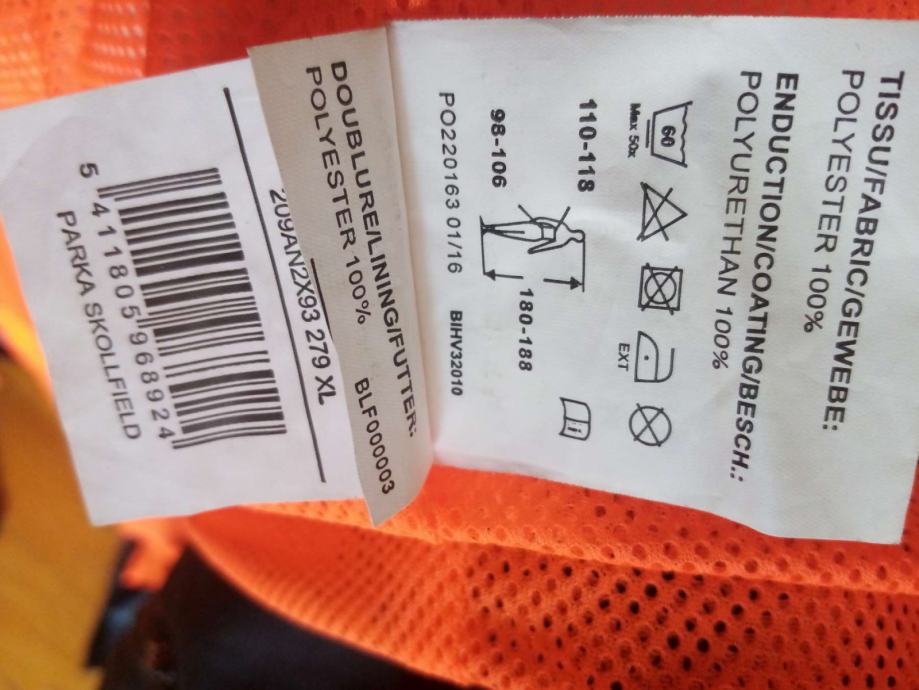 TISSU/FABRIC/GEWEBE:
POLYESTER 100%
ENDUCTION/COATING/BESCH.:
POLYURETHAN 100%
60
Max 50x
EXT
110-118
180-188
98-106
i
PO220163 01/16 BIHV32010
DOUBLURE/LINING/FUTTER:
POLYESTER 100% BLF000003
209AN2X93 279 XL
5 411805 968924
PARKA SKOLLFIELD